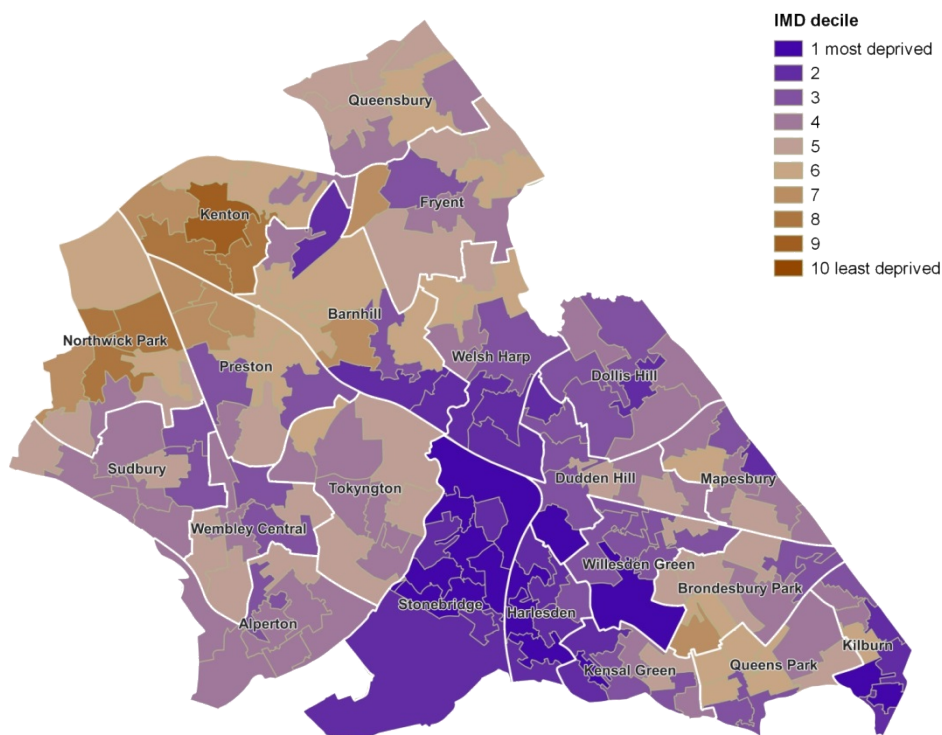 IMD decile
1 most deprived
2
3
4
5
6
7
8
9
10 least deprived
Queensbury
Kenton
Fryent
Barnhill
Northwick Park
Preston
Welsh Harp
Dollis Hill
Sudbury
Tokyngton
Dudden Hill
Mapesbury
Wembley Central
Willesden Green
Brondesbury Park
Stonebridge
Harlesden
Alperton
Kilburn
Kensal Green
Queens Park